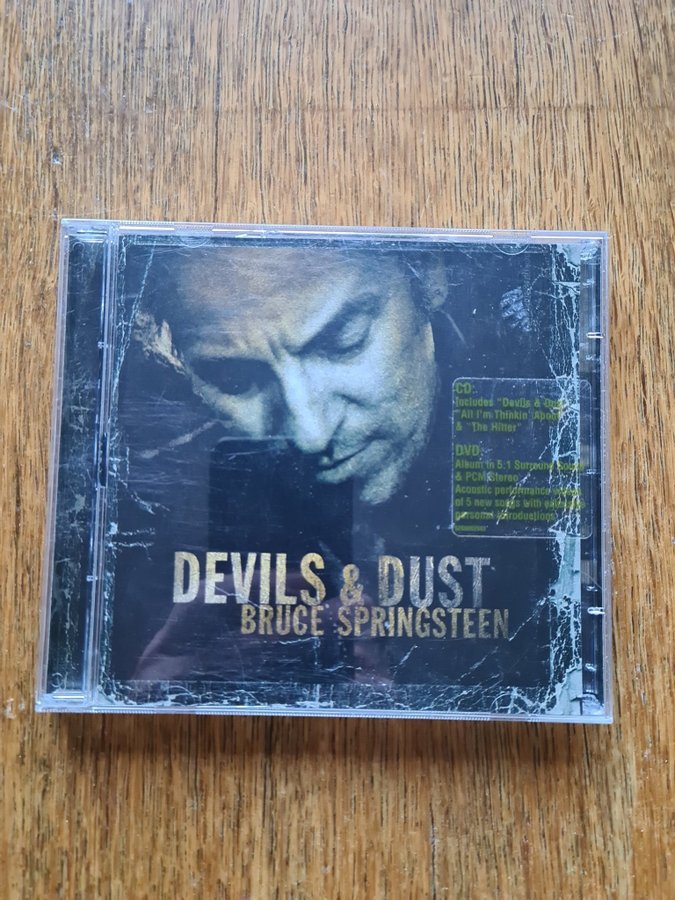 CD:
Includes "Devils & Dust"
"All I'm Thinkin' About"
& "The Hitter"
DVD:
Album in 5:1 Surround Sound
& PCM Stereo
Acoustic performance
of 5 new songs with
personal introductions
DEVILS & DUST
BRUCE SPRINGSTEEN